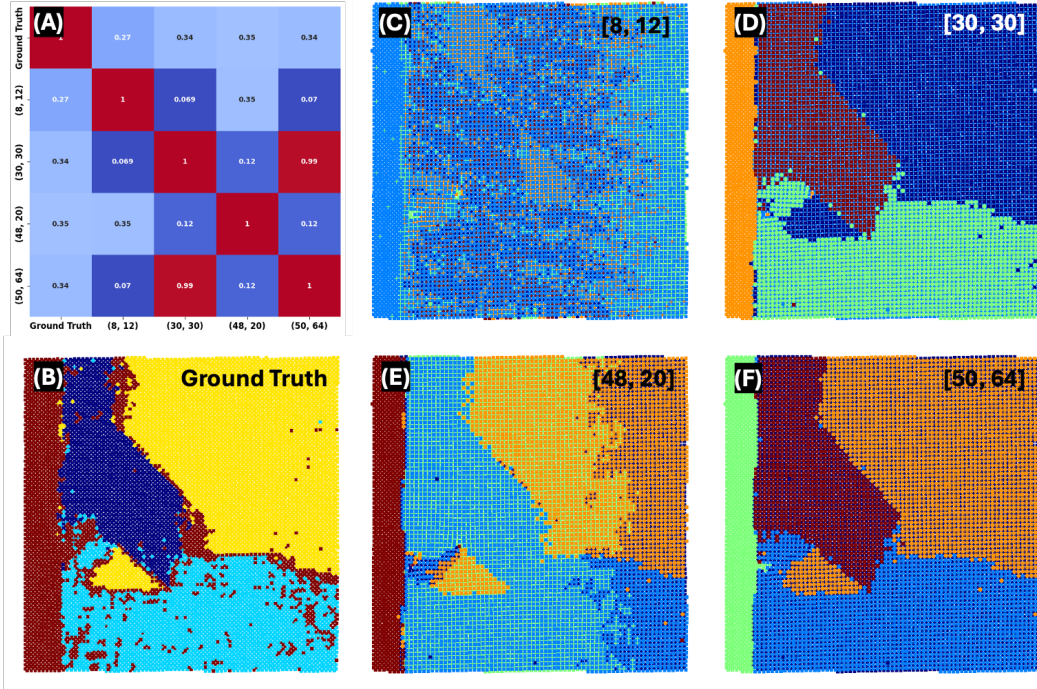 (A)
Ground Truth
1 0.27 0.34 0.35 0.34
(8, 12)
0.27 1 0.069 0.35 0.07
(30, 30)
0.34 0.069 1 0.12 0.99
(48, 20)
0.35 0.35 0.12 1 0.12
(50, 64)
0.34 0.07 0.99 0.12 1
Ground Truth (8, 12) (30, 30) (48, 20) (50, 64)
(C) [8, 12]
(D) [30, 30]
(B) Ground Truth
(E) [48, 20]
(F) [50, 64]